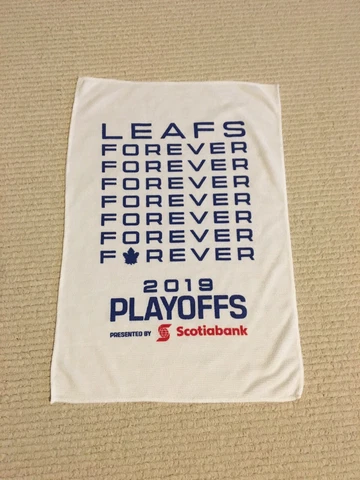 LEAFS
FOREVER
FOREVER
FOREVER
FOREVER
FOREVER
FOREVER
F REVER
2019
PLAYOFFS
PRESENTED BY Scotiabank